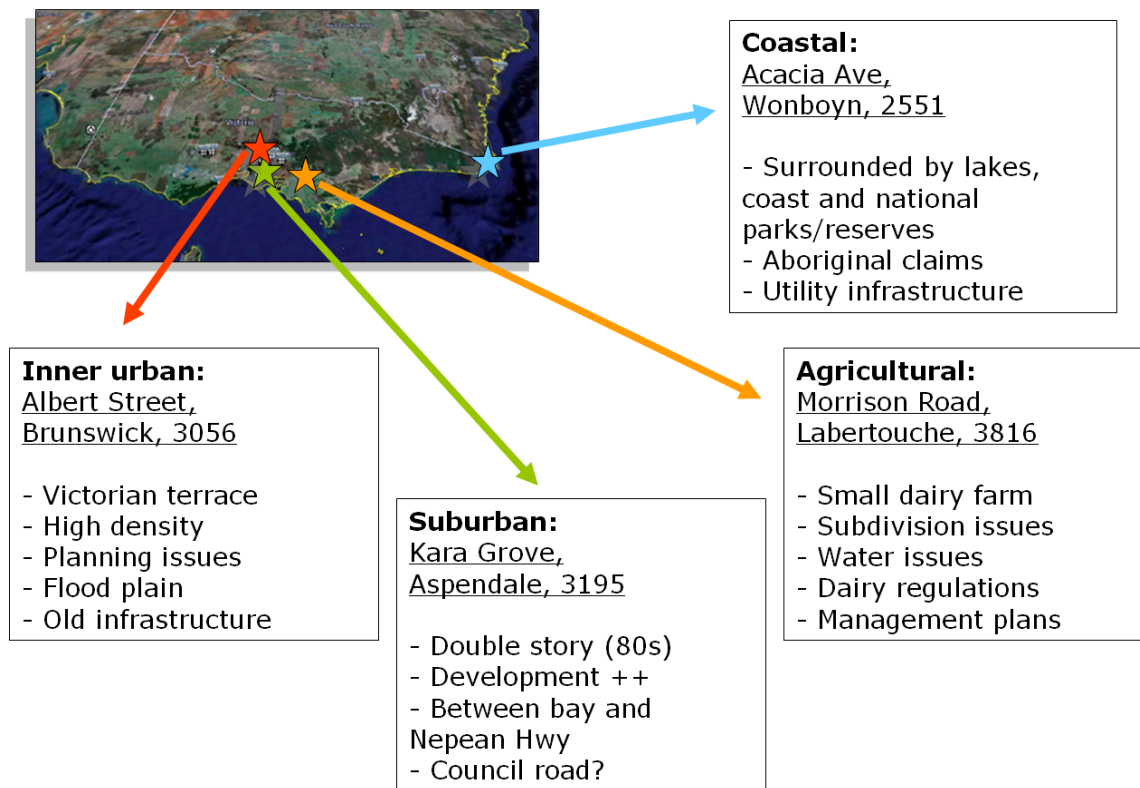 Victoria
Coastal:
Acacia Ave,
Wonboyn, 2551
- Surrounded by lakes,
coast and national
parks/reserves
- Aboriginal claims
- Utility infrastructure
Inner urban:
Albert Street,
Brunswick, 3056
- Victorian terrace
- High density
- Planning issues
- Flood plain
- Old infrastructure
Suburban:
Kara Grove,
Aspendale, 3195
- Double story (80s)
- Development ++
- Between bay and
Nepean Hwy
- Council road?
Agricultural:
Morrison Road,
Labertouche, 3816
- Small dairy farm
- Subdivision issues
- Water issues
- Dairy regulations
- Management plans